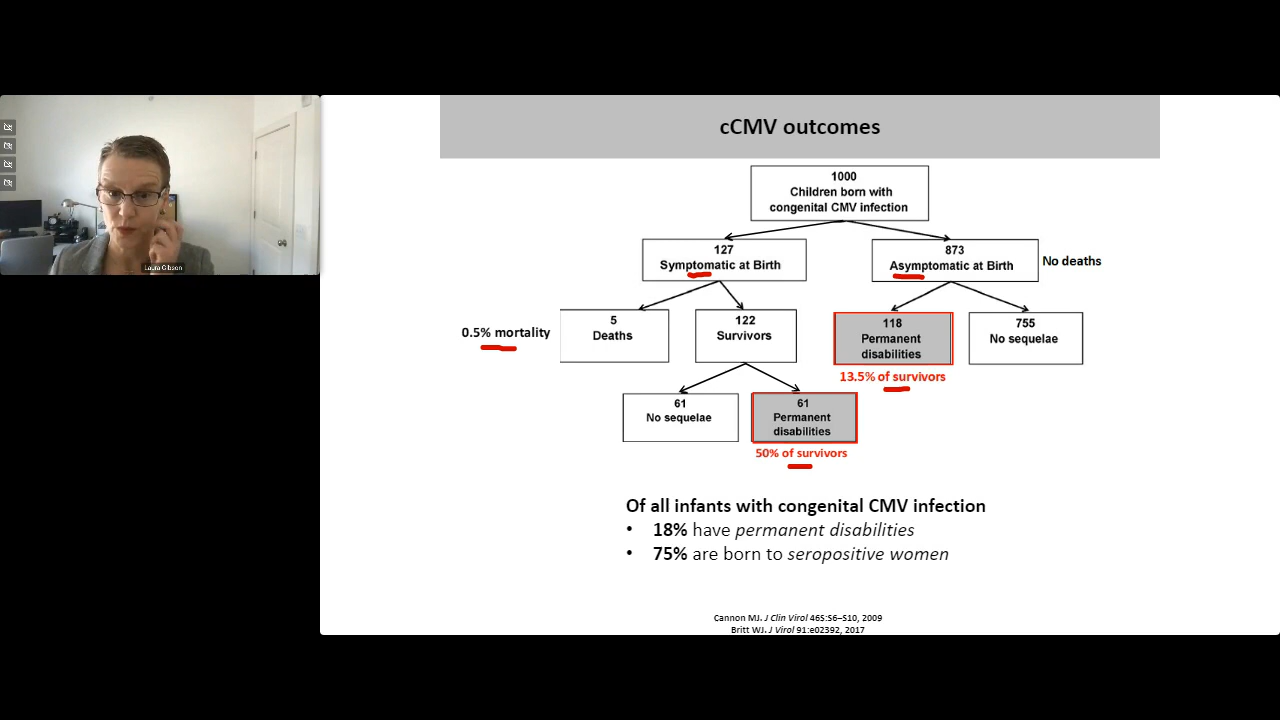 cCMV outcomes
1000
Children born with
congenital CMV infection
127
Symptomatic at Birth
873
Asymptomatic at Birth
No deaths
0.5% mortality
5
Deaths
122
Survivors
118
Permanent
disabilities
755
No sequelae
13.5% of survivors
61
No sequelae
61
Permanent
disabilities
50% of survivors
Of all infants with congenital CMV infection
• 18% have permanent disabilities
• 75% are born to seropositive women
Cannon MJ. J Clin Virol 46S:S6–S10, 2009
Britt WJ. J Virol 91:e02392, 2017
Laura Gibson